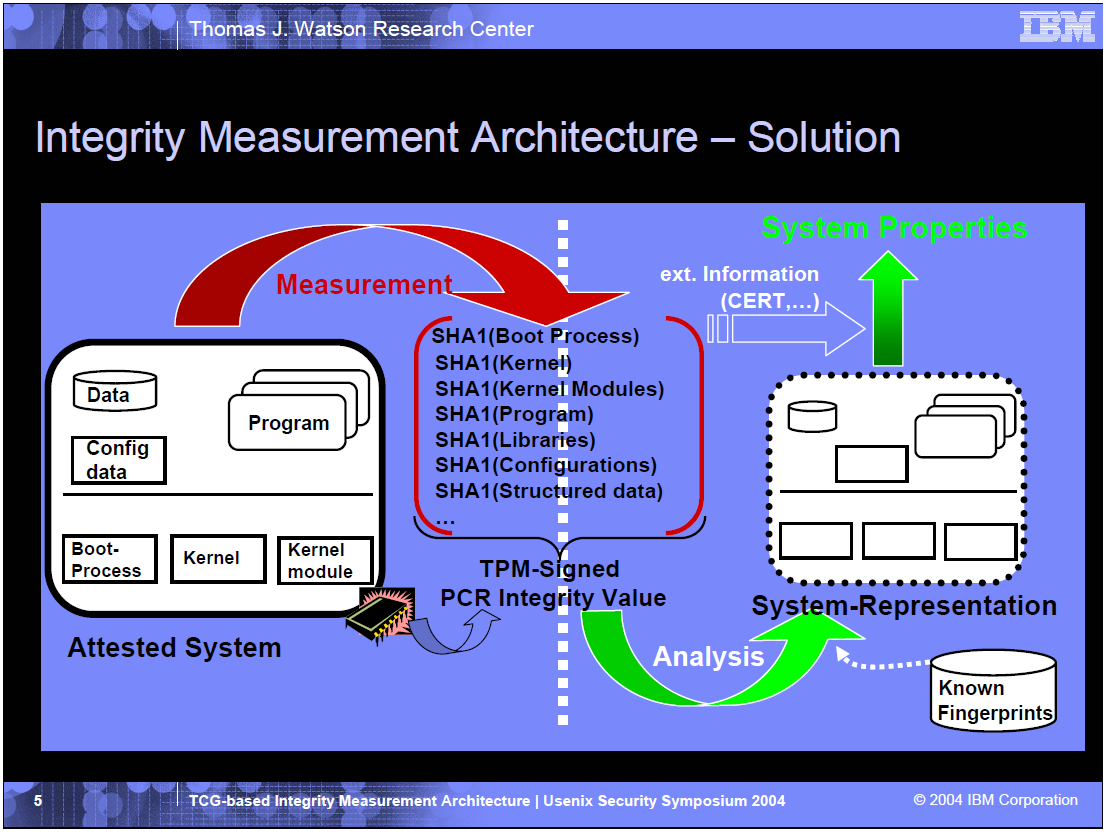 Thomas J. Watson Research Center
IBM
Integrity Measurement Architecture – Solution
System Properties
ext. Information
(CERT,...)
Measurement
SHA1(Boot Process)
SHA1(Kernel)
SHA1(Kernel Modules)
SHA1(Program)
SHA1(Libraries)
SHA1(Configurations)
SHA1(Structured data)
...
Data
Program
Config
data
Boot-
Process
Kernel
Kernel
module
TPM-Signed
PCR Integrity Value
Attested System
System-Representation
Analysis
Known
Fingerprints
5
TCG-based Integrity Measurement Architecture | Usenix Security Symposium 2004
© 2004 IBM Corporation